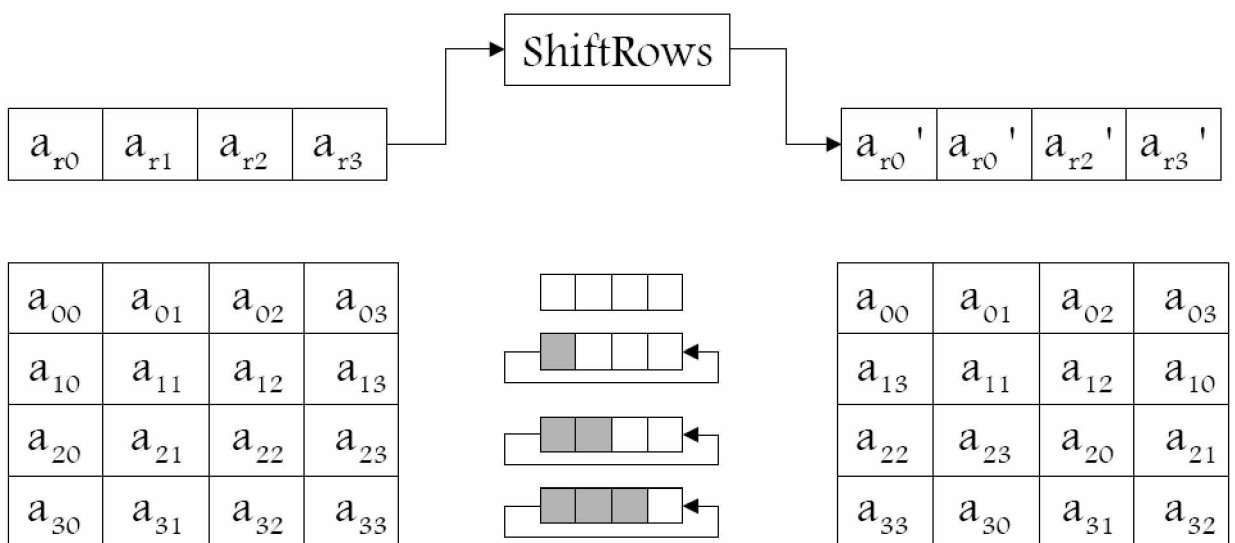 ShiftRows
a_r0 a_r1 a_r2 a_r3
a_r0' a_r0' a_r2' a_r3'
a_00 a_01 a_02 a_03
a_10 a_11 a_12 a_13
a_20 a_21 a_22 a_23
a_30 a_31 a_32 a_33
a_00 a_01 a_02 a_03
a_13 a_11 a_12 a_10
a_22 a_23 a_20 a_21
a_33 a_30 a_31 a_32